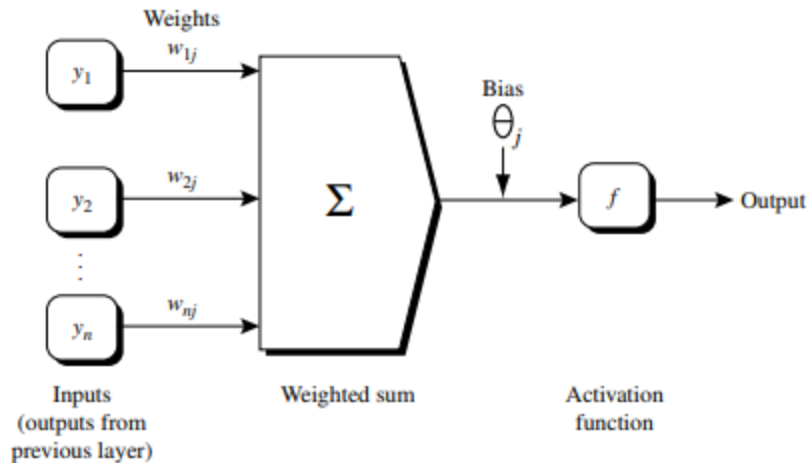 Weights
w1j
y1
Bias
θj
w2j
y2
Σ
f
Output
wnj
yn
Inputs
(outputs from
previous layer)
Weighted sum
Activation
function